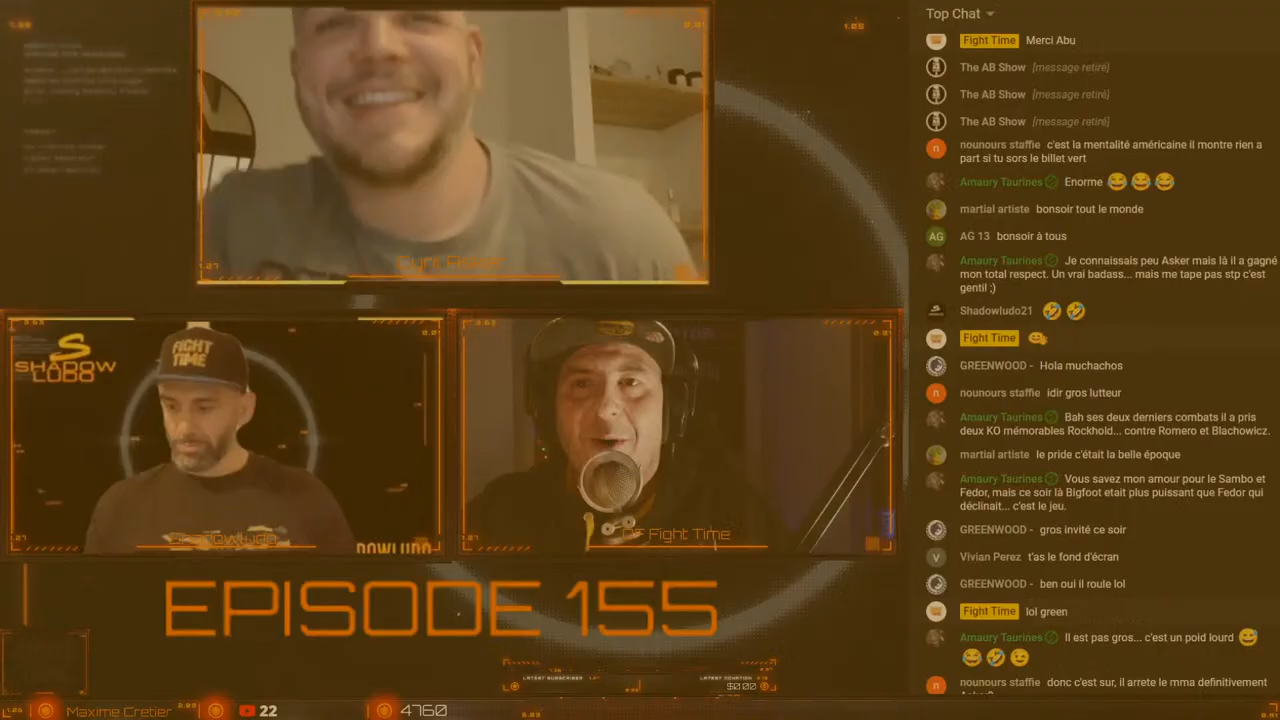 1.05
Top Chat
Fight Time Merci Abu
The AB Show [message retiré]
The AB Show [message retiré]
The AB Show [message retiré]
nounours staffie c'est la mentalité américaine il montre rien a
part si tu sors le billet vert
Amaury Taurines Enorme 😂😂😂
martial artiste bonsoir tout le monde
AG
AG 13 bonsoir à tous
Amaury Taurines Je connaissais peu Asker mais là il a gagné
mon total respect. Un vrai badass... mais me tape pas stp c'est
gentil ;)
Shadowludo21 🤣🤣
Fight Time
GREENWOOD - Hola muchachos
n
nounours staffie idir gros lutteur
Amaury Taurines Bah ses deux derniers combats il a pris
deux KO mémorables Rockhold... contre Romero et Blachowicz.
martial artiste le pride c'était la belle époque
Amaury Taurines Vous savez mon amour pour le Sambo et
Fedor, mais ce soir là Bigfoot etait plus puissant que Fedor qui
déclinait... c'est le jeu.
GREENWOOD - gros invité ce soir
V
Vivian Perez t'as le fond d'écran
GREENWOOD - ben oui il roule lol
Fight Time lol green
Amaury Taurines Il est pas gros... c'est un poid lourd 😅
😂🤣😉
nounours staffie donc c'est sur, il arrete le mma definitivement
SHADOW
LUDO
FIGHT
TIME
Fight Time
EPISODE 155
LATEST SUBSCRIBER
LATEST DONATION
$0.00
Maxime Cretier
22
4760